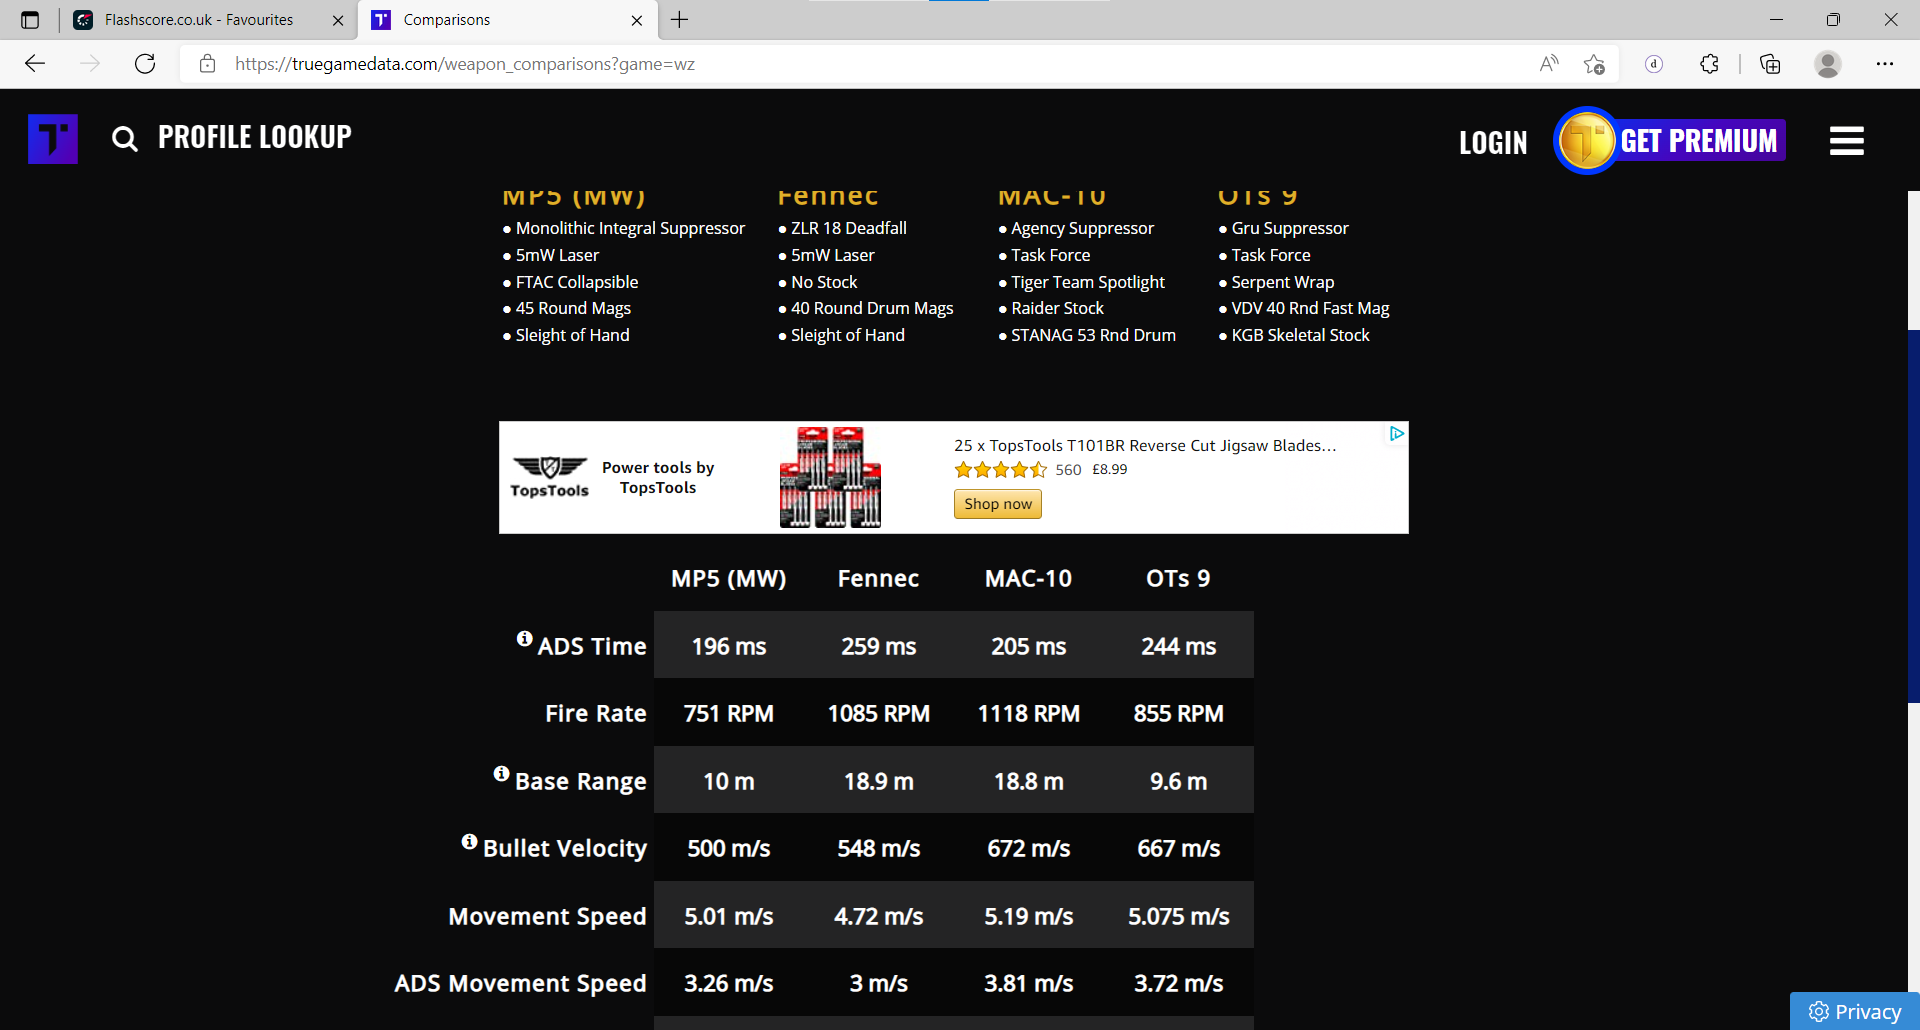 Flashscore.co.uk - Favourites
Comparisons
https://truegamedata.com/weapon_comparisons?game=wz
PROFILE LOOKUP
LOGIN
GET PREMIUM
MP5 (MW) Fennec MAC-10 OTs 9
Monolithic Integral Suppressor
5mW Laser
FTAC Collapsible
45 Round Mags
Sleight of Hand
ZLR 18 Deadfall
5mW Laser
No Stock
40 Round Drum Mags
Sleight of Hand
Agency Suppressor
Task Force
Tiger Team Spotlight
Raider Stock
STANAG 53 Rnd Drum
Gru Suppressor
Task Force
Serpent Wrap
VDV 40 Rnd Fast Mag
KGB Skeletal Stock
TopsTools
Power tools by
TopsTools
25 x TopsTools T101BR Reverse Cut Jigsaw Blades...
560 £8.99
Shop now
MP5 (MW) Fennec MAC-10 OTs 9
ADS Time 196 ms 259 ms 205 ms 244 ms
Fire Rate 751 RPM 1085 RPM 1118 RPM 855 RPM
Base Range 10 m 18.9 m 18.8 m 9.6 m
Bullet Velocity 500 m/s 548 m/s 672 m/s 667 m/s
Movement Speed 5.01 m/s 4.72 m/s 5.19 m/s 5.075 m/s
ADS Movement Speed 3.26 m/s 3 m/s 3.81 m/s 3.72 m/s
Privacy